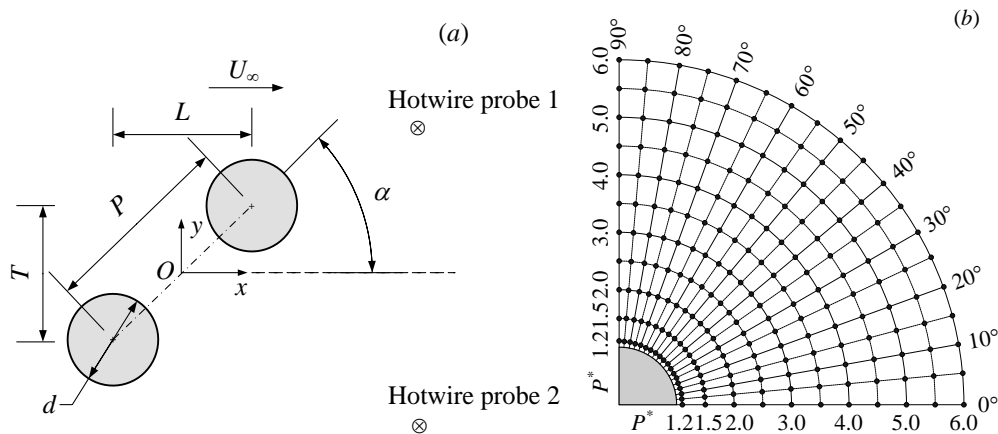 (a)
(b)
U∞
L
Hotwire probe 1
⊗
P
α
T
y
O
x
d
Hotwire probe 2
⊗
90°
80°
70°
60°
50°
40°
30°
20°
10°
0°
6.0
5.0
4.0
3.0
2.0
1.5
1.2
P*
P* 1.2 1.5 2.0 3.0 4.0 5.0 6.0